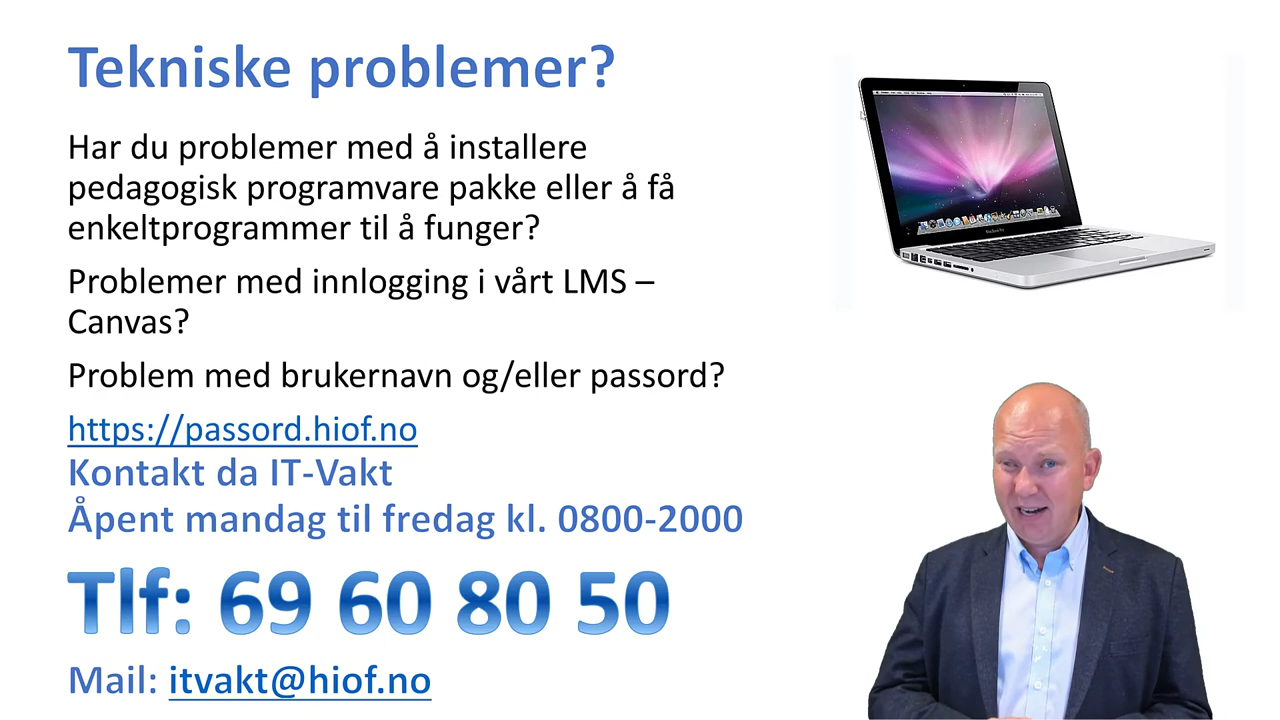 Tekniske problemer?
Har du problemer med å installere
pedagogisk programvare pakke eller å få
enkeltprogrammer til å funger?
Problemer med innlogging i vårt LMS –
Canvas?
Problem med brukernavn og/eller passord?
https://passord.hiof.no
Kontakt da IT-Vakt
Åpent mandag til fredag kl. 0800-2000
Tlf: 69 60 80 50
Mail: itvakt@hiof.no